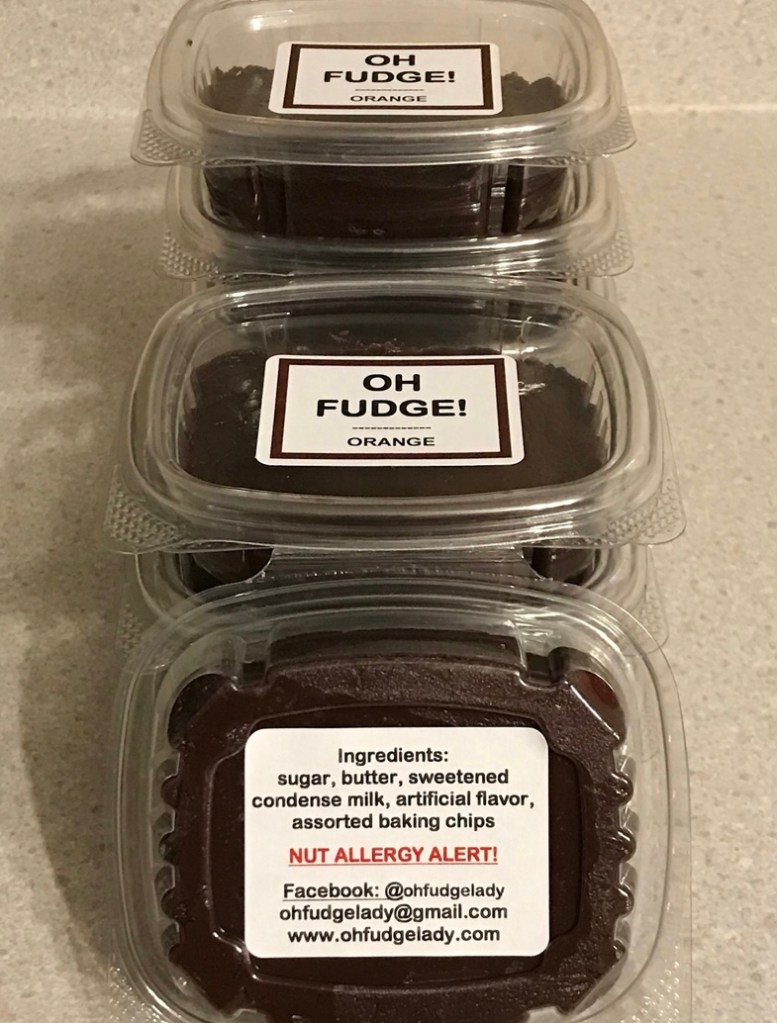 OH
FUDGE!
-------------
ORANGE
OH
FUDGE!
-------------
ORANGE
Ingredients:
sugar, butter, sweetened
condense milk, artificial flavor,
assorted baking chips
NUT ALLERGY ALERT!
Facebook: @ohfudgelady
ohfudgelady@gmail.com
www.ohfudgelady.com